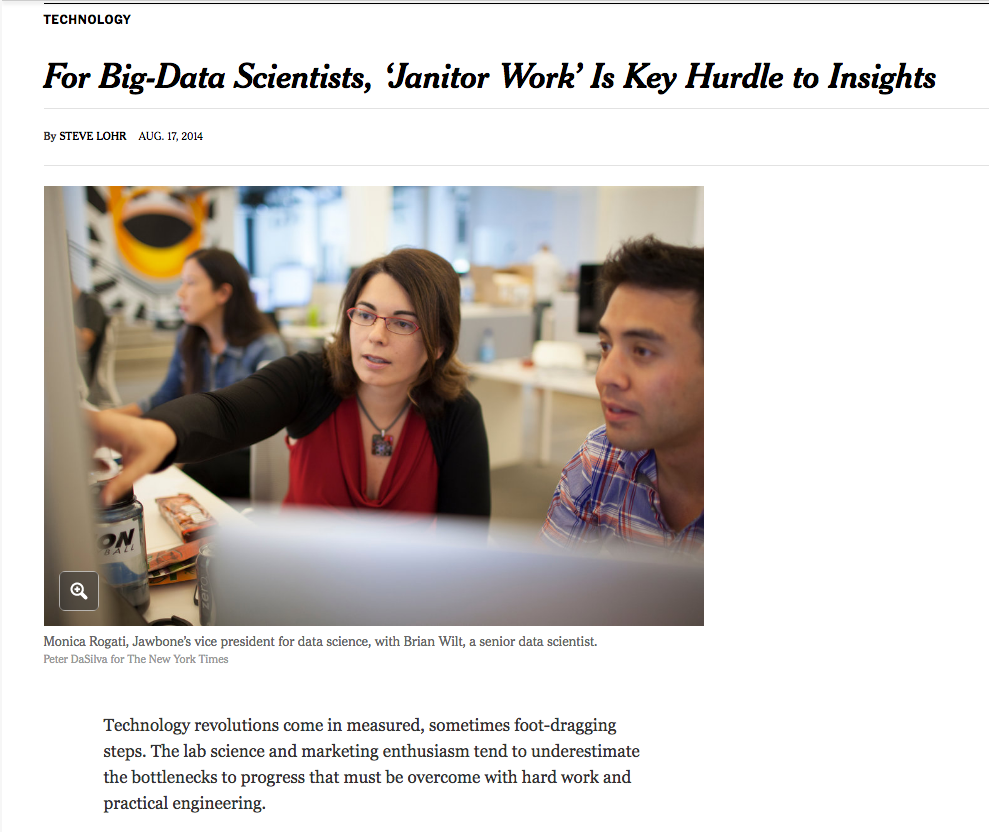 TECHNOLOGY
For Big-Data Scientists, ‘Janitor Work’ Is Key Hurdle to Insights
By STEVE LOHR AUG. 17, 2014
ON
BALL
Monica Rogati, Jawbone’s vice president for data science, with Brian Wilt, a senior data scientist.
Peter DaSilva for The New York Times
Technology revolutions come in measured, sometimes foot-dragging
steps. The lab science and marketing enthusiasm tend to underestimate
the bottlenecks to progress that must be overcome with hard work and
practical engineering.